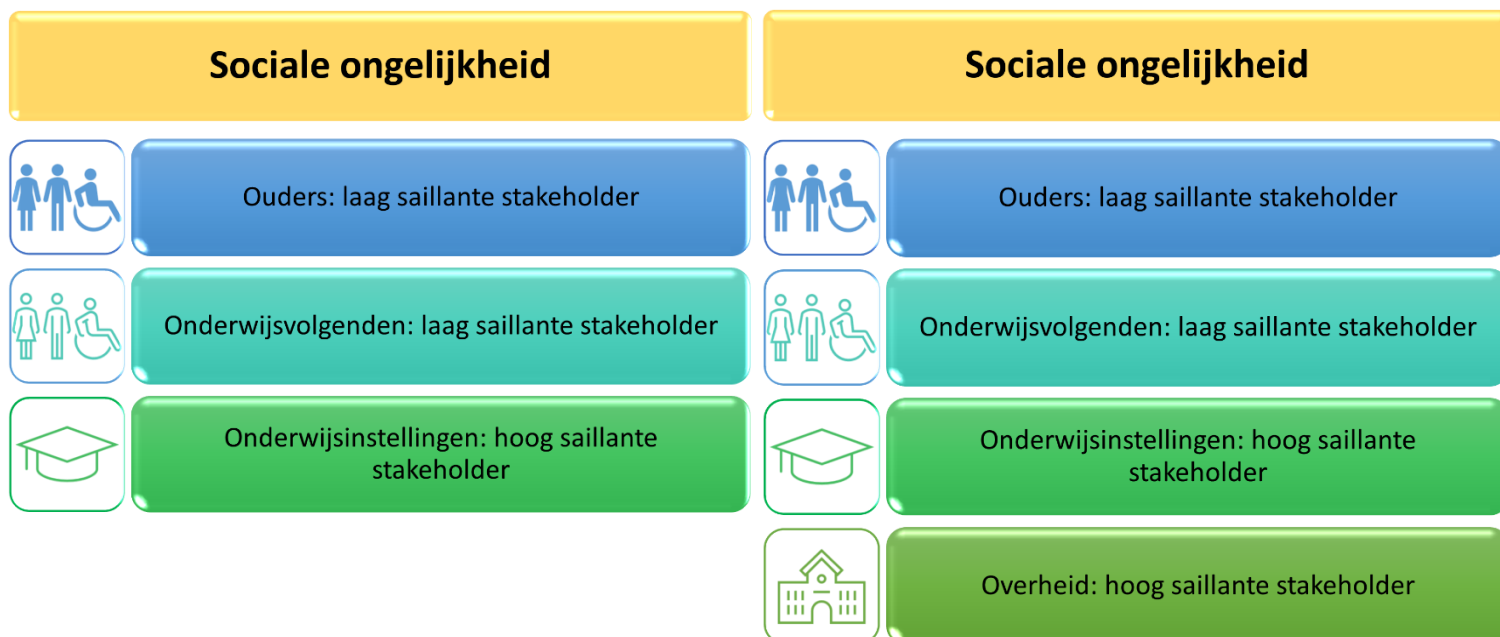 Sociale ongelijkheid
Ouders: laag saillante stakeholder
Onderwijsvolgenden: laag saillante stakeholder
Onderwijsinstellingen: hoog saillante
stakeholder
Sociale ongelijkheid
Ouders: laag saillante stakeholder
Onderwijsvolgenden: laag saillante stakeholder
Onderwijsinstellingen: hoog saillante
stakeholder
Overheid: hoog saillante stakeholder